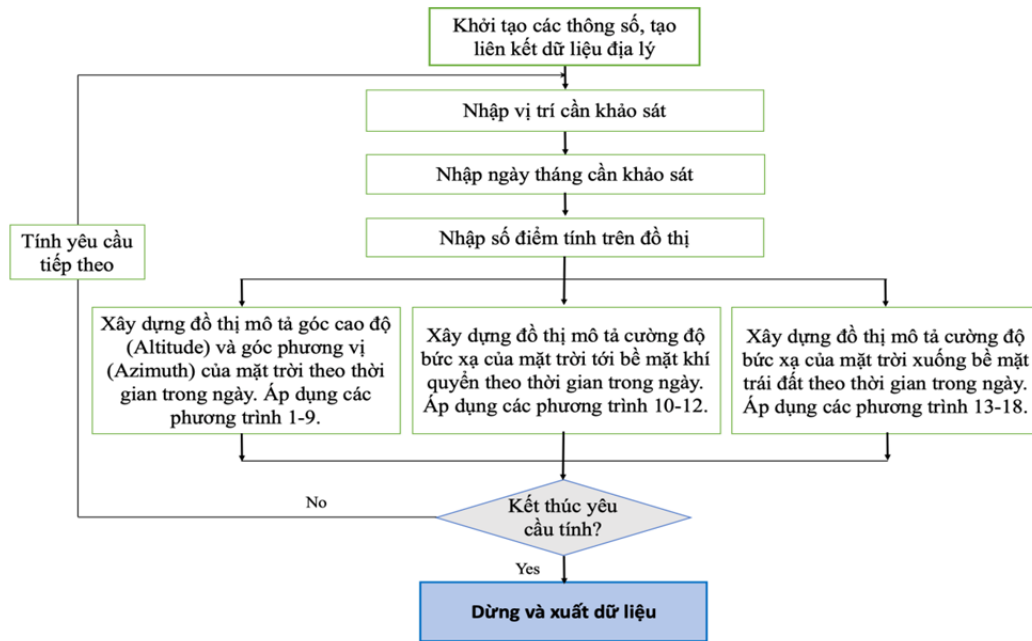 Khởi tạo các thông số, tạo
liên kết dữ liệu địa lý
Nhập vị trí cần khảo sát
Nhập ngày tháng cần khảo sát
Nhập số điểm tính trên đồ thị
Tính yêu cầu
tiếp theo
Xây dựng đồ thị mô tả góc cao độ
(Altitude) và góc phương vị
(Azimuth) của mặt trời theo thời
gian trong ngày. Áp dụng các
phương trình 1-9.
Xây dựng đồ thị mô tả cường độ
bức xạ của mặt trời tới bề mặt khí
quyển theo thời gian trong ngày.
Áp dụng các phương trình 10-12.
Xây dựng đồ thị mô tả cường độ
bức xạ của mặt trời xuống bề mặt
trái đất theo thời gian trong ngày.
Áp dụng các phương trình 13-18.
No
Kết thúc yêu
cầu tính?
Yes
Dừng và xuất dữ liệu